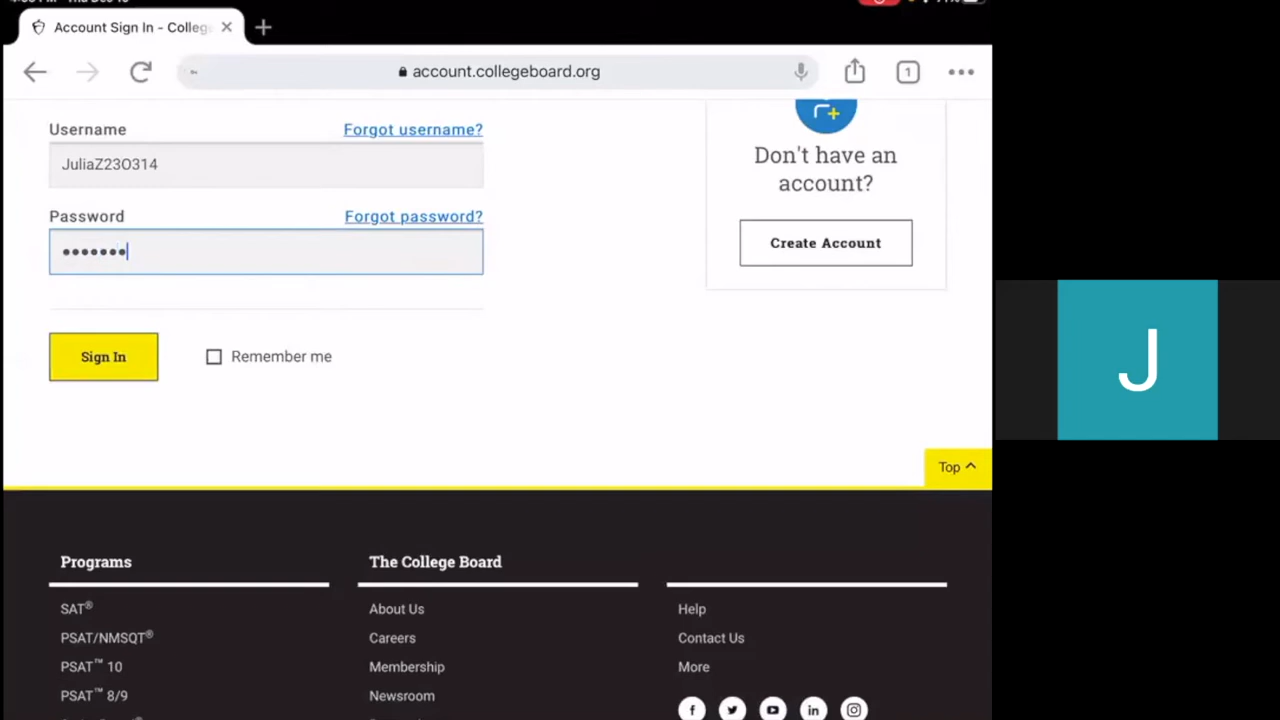 Account Sign In - Colleg
account.collegeboard.org
1
Username
Forgot username?
JuliaZ23O314
Password
Forgot password?
•••••••
Sign In
Remember me
Don't have an
account?
Create Account
J
Top
Programs
SAT®
PSAT/NMSQT®
PSAT™ 10
PSAT™ 8/9
The College Board
About Us
Careers
Membership
Newsroom
Help
Contact Us
More